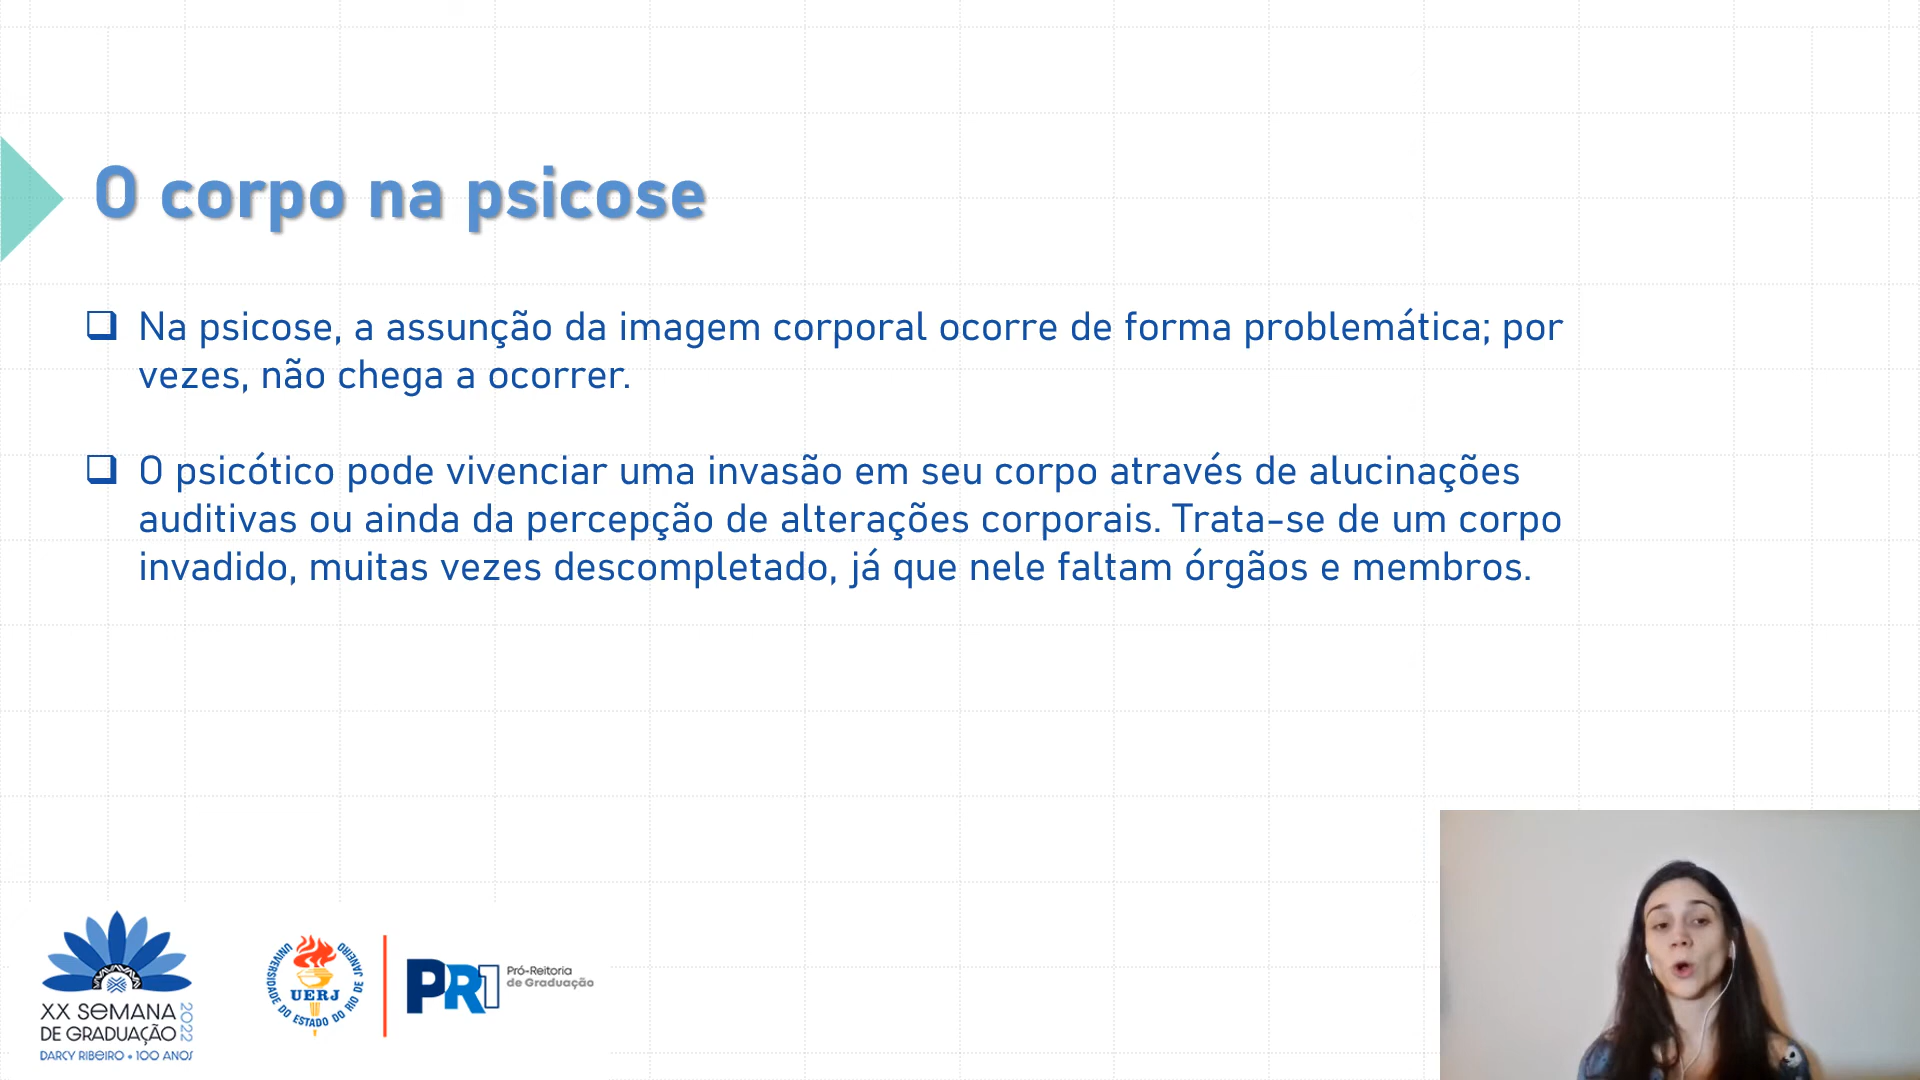 O corpo na psicose
❑ Na psicose, a assunção da imagem corporal ocorre de forma problemática; por
vezes, não chega a ocorrer.
❑ O psicótico pode vivenciar uma invasão em seu corpo através de alucinações
auditivas ou ainda da percepção de alterações corporais. Trata-se de um corpo
invadido, muitas vezes descompletado, já que nele faltam órgãos e membros.
XX SEMANA
DE GRADUAÇÃO
2022
DARCY RIBEIRO • 100 ANOS
UNIVERSIDADE DO ESTADO DO RIO DE JANEIRO
UERJ
PR1
Pró-Reitoria
de Graduação